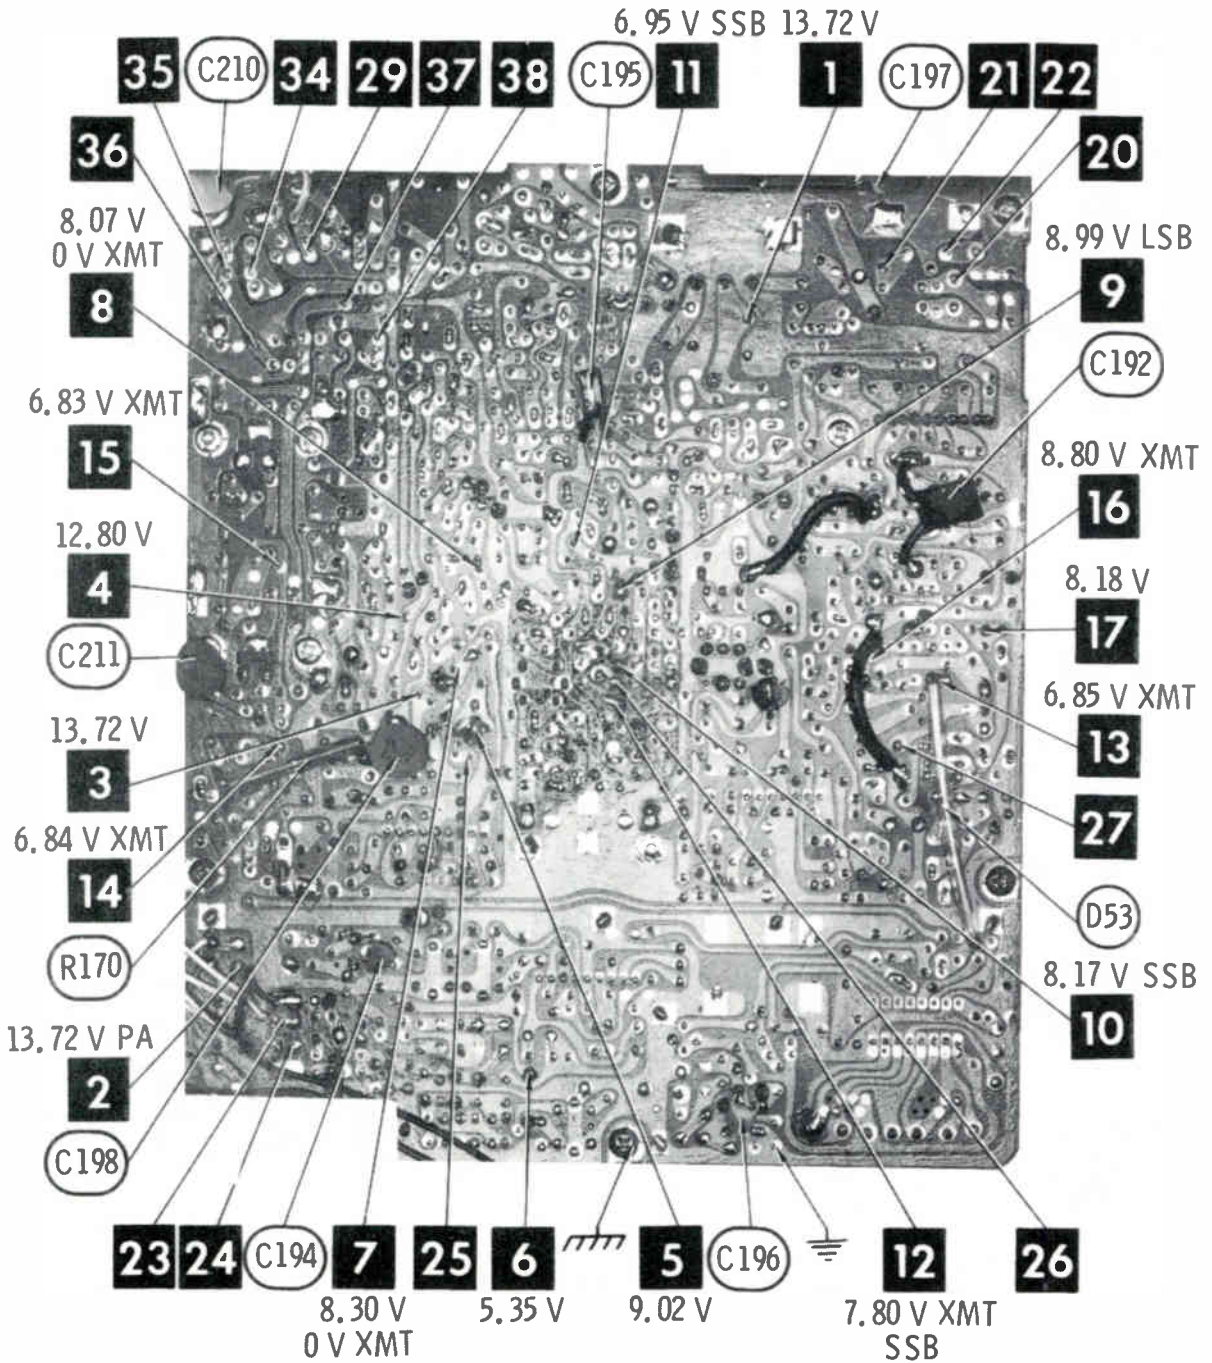 6.95 V SSB 13.72 V
35 C210 34 29 37 38 C195 11 1 C197 21 22
36
20
8.07 V
0 V XMT
8
8.99 V LSB
9
C192
6.83 V XMT
15
8.80 V XMT
16
12.80 V
4
8.18 V
17
C211
6.85 V XMT
13
13.72 V
3
27
6.84 V XMT
14
D53
R170
8.17 V SSB
10
13.72 V PA
2
C198
23 24 C194 7 25 6 5 C196 12 26
8.30 V
0 V XMT
5.35 V
9.02 V
7.80 V XMT
SSB